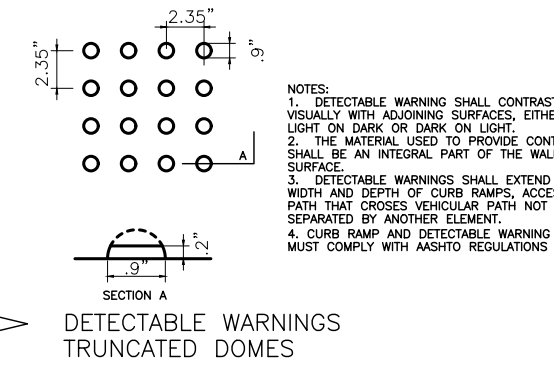 2.35"
.9"
2.35"
A
NOTES:
1. DETECTABLE WARNING SHALL CONTRAST
VISUALLY WITH ADJOINING SURFACES, EITHE
LIGHT ON DARK OR DARK ON LIGHT.
2. THE MATERIAL USED TO PROVIDE CONT
SHALL BE AN INTEGRAL PART OF THE WAL
SURFACE.
3. DETECTABLE WARNINGS SHALL EXTEND
WIDTH AND DEPTH OF CURB RAMPS, ACCES
PATH THAT CROSES VEHICULAR PATH NOT
SEPARATED BY ANOTHER ELEMENT.
4. CURB RAMP AND DETECTABLE WARNING
MUST COMPLY WITH AASHTO REGULATIONS
.2"
.9"
SECTION A
DETECTABLE WARNINGS
TRUNCATED DOMES